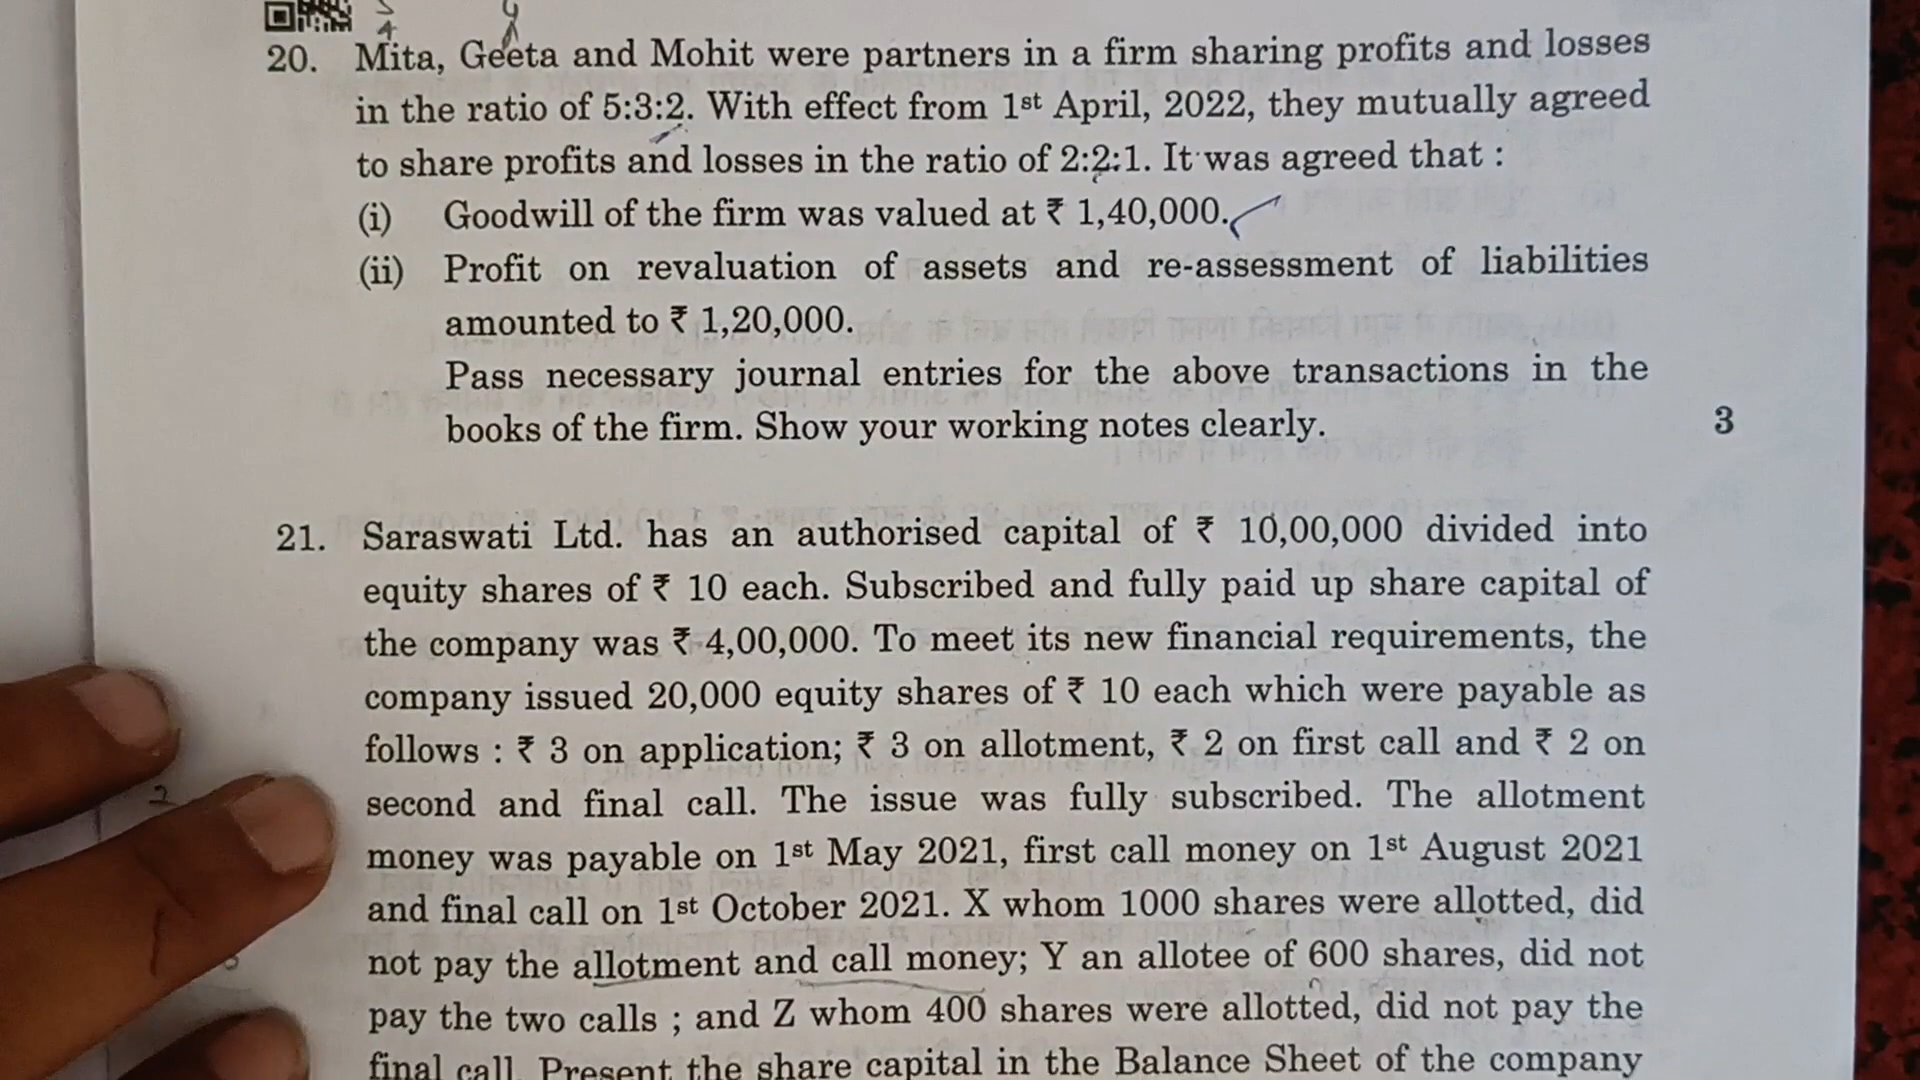 20. Mita, Geeta and Mohit were partners in a firm sharing profits and losses
in the ratio of 5:3:2. With effect from 1st April, 2022, they mutually agreed
to share profits and losses in the ratio of 2:2:1. It was agreed that :
(i) Goodwill of the firm was valued at ₹ 1,40,000.
(ii) Profit on revaluation of assets and re-assessment of liabilities
amounted to ₹ 1,20,000.
Pass necessary journal entries for the above transactions in the
books of the firm. Show your working notes clearly. 3
21. Saraswati Ltd. has an authorised capital of ₹ 10,00,000 divided into
equity shares of ₹ 10 each. Subscribed and fully paid up share capital of
the company was ₹ 4,00,000. To meet its new financial requirements, the
company issued 20,000 equity shares of ₹ 10 each which were payable as
follows : ₹ 3 on application; ₹ 3 on allotment, ₹ 2 on first call and ₹ 2 on
second and final call. The issue was fully subscribed. The allotment
money was payable on 1st May 2021, first call money on 1st August 2021
and final call on 1st October 2021. X whom 1000 shares were allotted, did
not pay the allotment and call money; Y an allotee of 600 shares, did not
pay the two calls ; and Z whom 400 shares were allotted, did not pay the
final call. Present the share capital in the Balance Sheet of the company